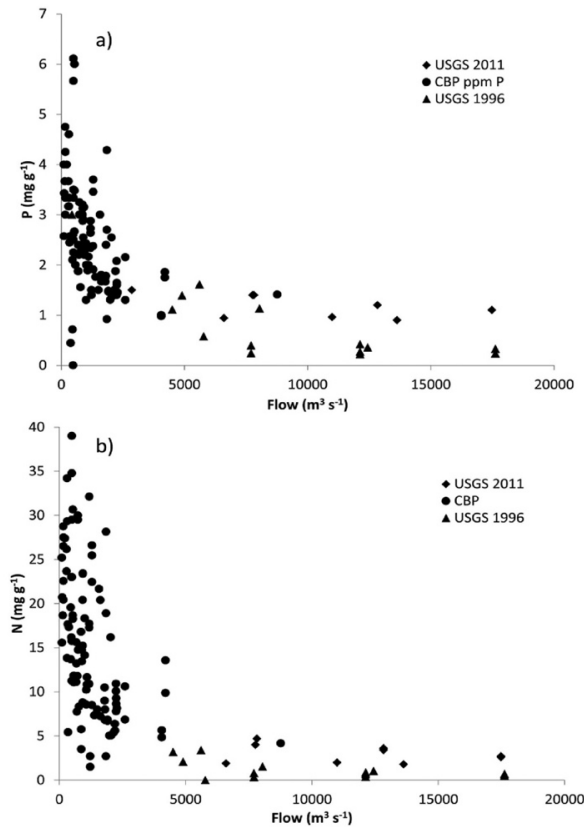 a)
7
6
5
4
3
2
1
0
P (mg g⁻¹)
USGS 2011
CBP ppm P
USGS 1996
0 5000 10000 15000 20000
Flow (m³ s⁻¹)
b)
40
35
30
25
20
15
10
5
0
N (mg g⁻¹)
USGS 2011
CBP
USGS 1996
0 5000 10000 15000 20000
Flow (m³ s⁻¹)